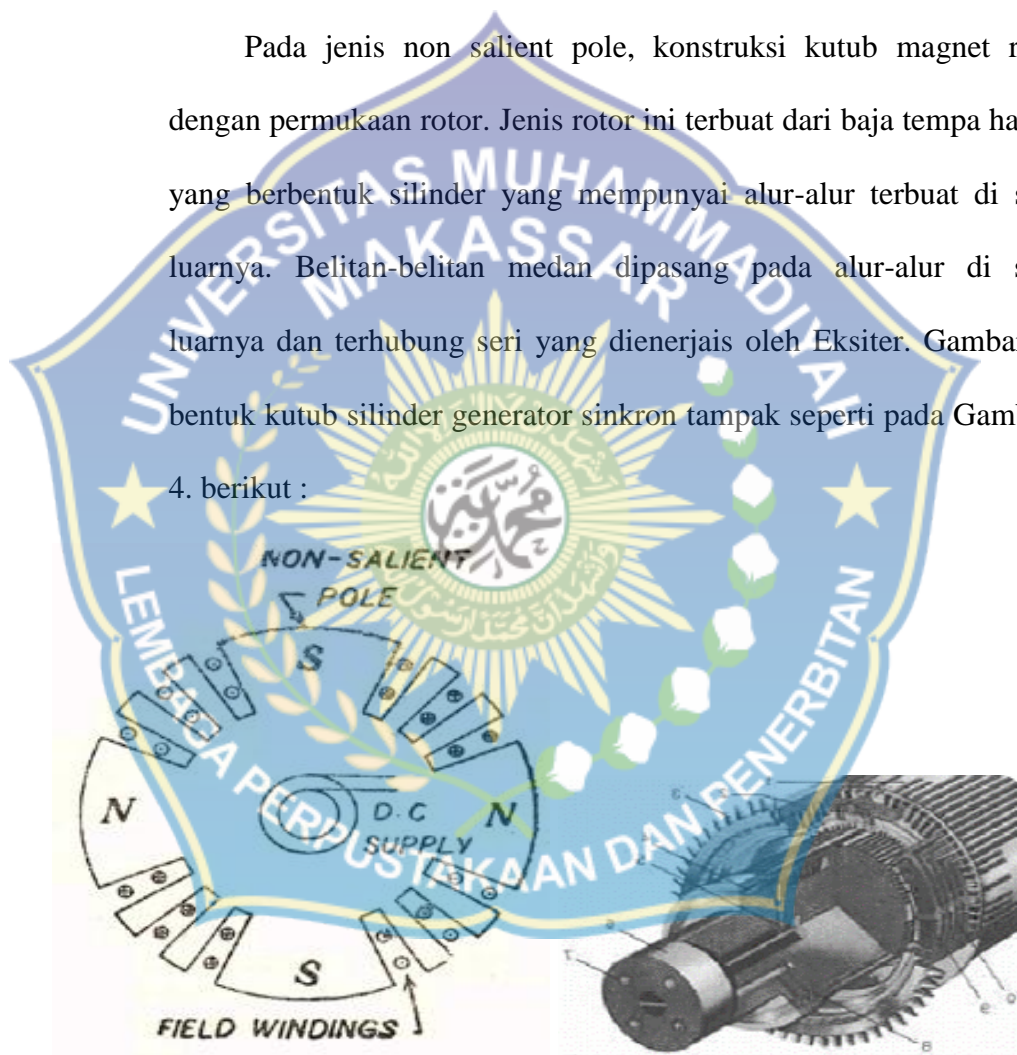 Pada jenis non salient pole, konstruksi kutub magnet
dengan permukaan rotor. Jenis rotor ini terbuat dari baja tempa
yang berbentuk silinder yang mempunyai alur-alur terbuat di
luarnya. Belitan-belitan medan dipasang pada alur-alur di
luarnya dan terhubung seri yang dienerjais oleh Eksiter. Gambar
bentuk kutub silinder generator sinkron tampak seperti pada
4. berikut :
UNIVERSITAS MUHAMMADIYAH
MAKASSAR
LEMBAGA PERPUSTAKAAN DAN PENERBITAN
NON-SALIENT
POLE
S
N
D.C
SUPPLY
N
S
FIELD WINDINGS